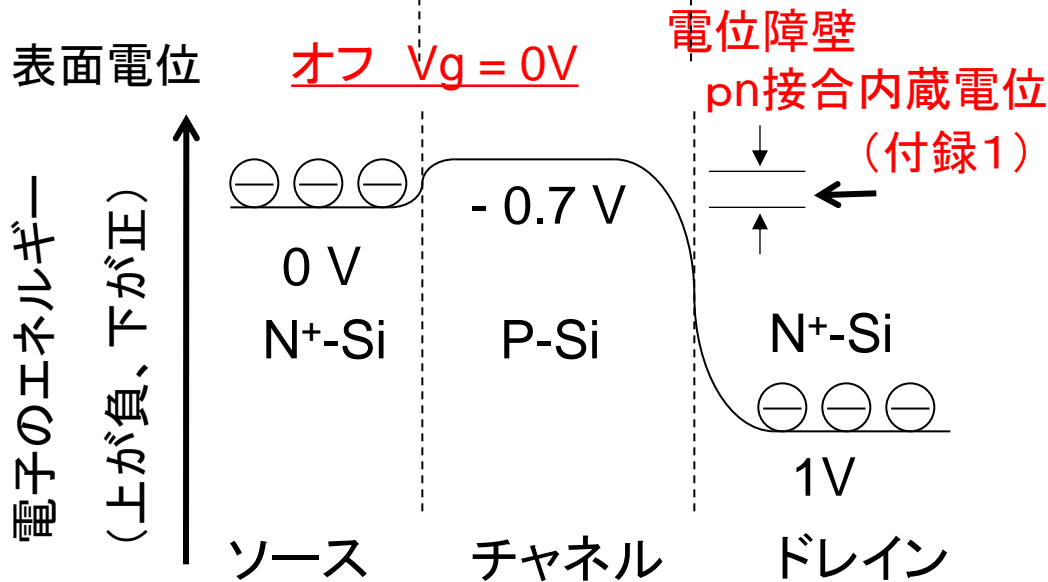 電位障壁
表面電位 オフ Vg = 0V
pn接合内蔵電位
（付録１）
- 0.7 V
0 V
N⁺-Si P-Si N⁺-Si
1V
ソース チャネル ドレイン
電子のエネルギー
（上が負、下が正）